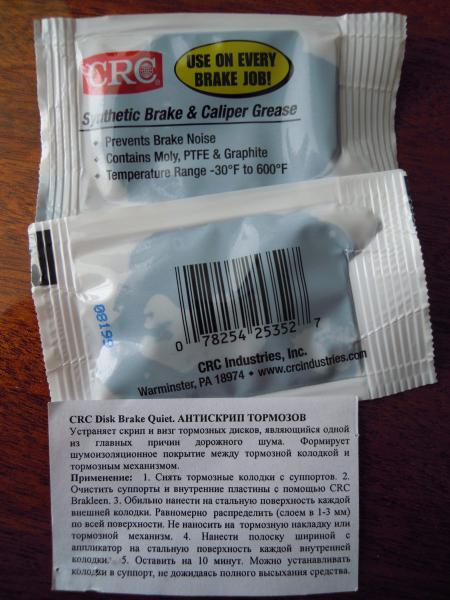 CRC
USE ON EVERY
BRAKE JOB!
Synthetic Brake & Caliper Grease
• Prevents Brake Noise
• Contains Moly, PTFE & Graphite
• Temperature Range -30°F to 600°F
0 78254 25352 7
CRC Industries, Inc.
Warminster, PA 18974 • www.crcindustries.com
CRC Disk Brake Quiet. АНТИСКРИП ТОРМОЗОВ
Устраняет скрип и визг тормозных дисков, являющийся одной
из главных причин дорожного шума. Формирует
шумоизоляционное покрытие между тормозной колодкой и
тормозным механизмом.
Применение: 1. Снять тормозные колодки с суппортов. 2.
Очистить суппорты и внутренние пластины с помощью CRC
Brakleen. 3. Обильно нанести на стальную поверхность каждой
внешней колодки. Равномерно распределить (слоем в 1-3 мм)
по всей поверхности. Не наносить на тормозную накладку или
тормозной механизм. 4. Нанести полоску шириной с
аппликатор на стальную поверхность каждой внутренней
колодки. 5. Оставить на 10 минут. Можно устанавливать
колодки в суппорт, не дожидаясь полного высыхания средства.